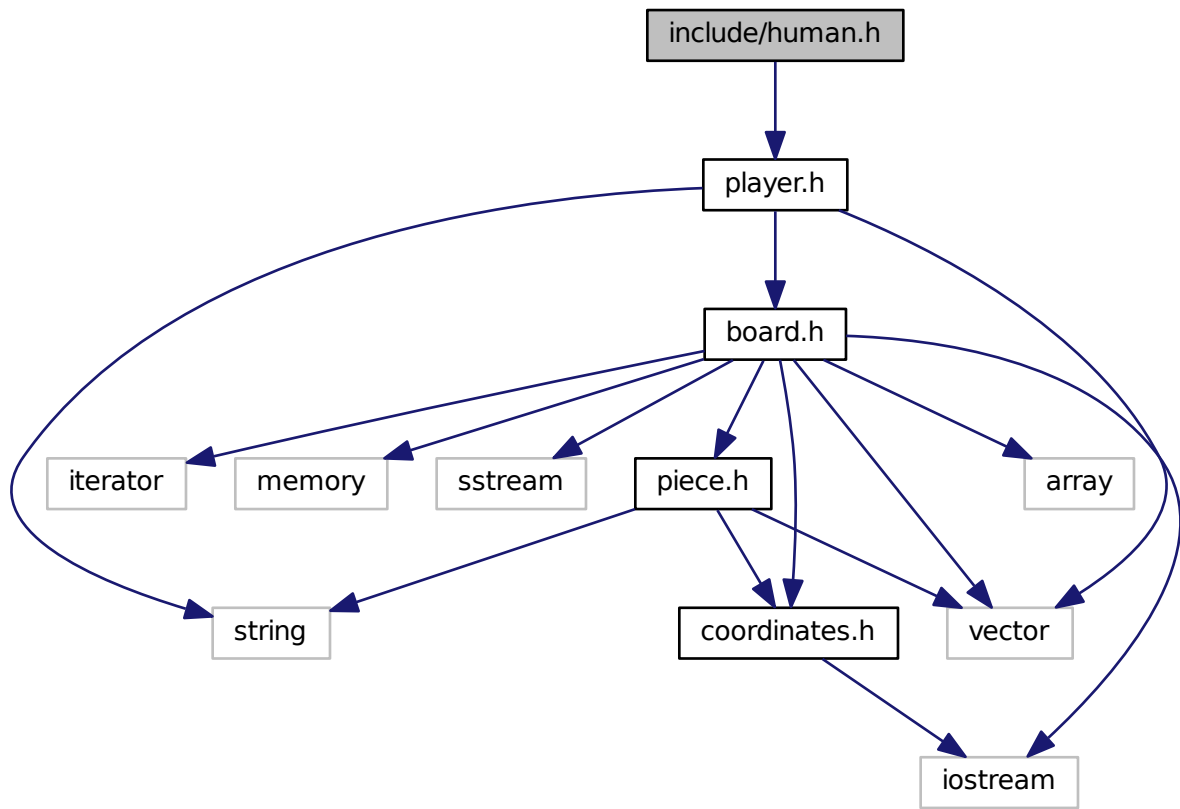 include/human.h
player.h
board.h
iterator
memory
sstream
piece.h
array
string
coordinates.h
vector
iostream